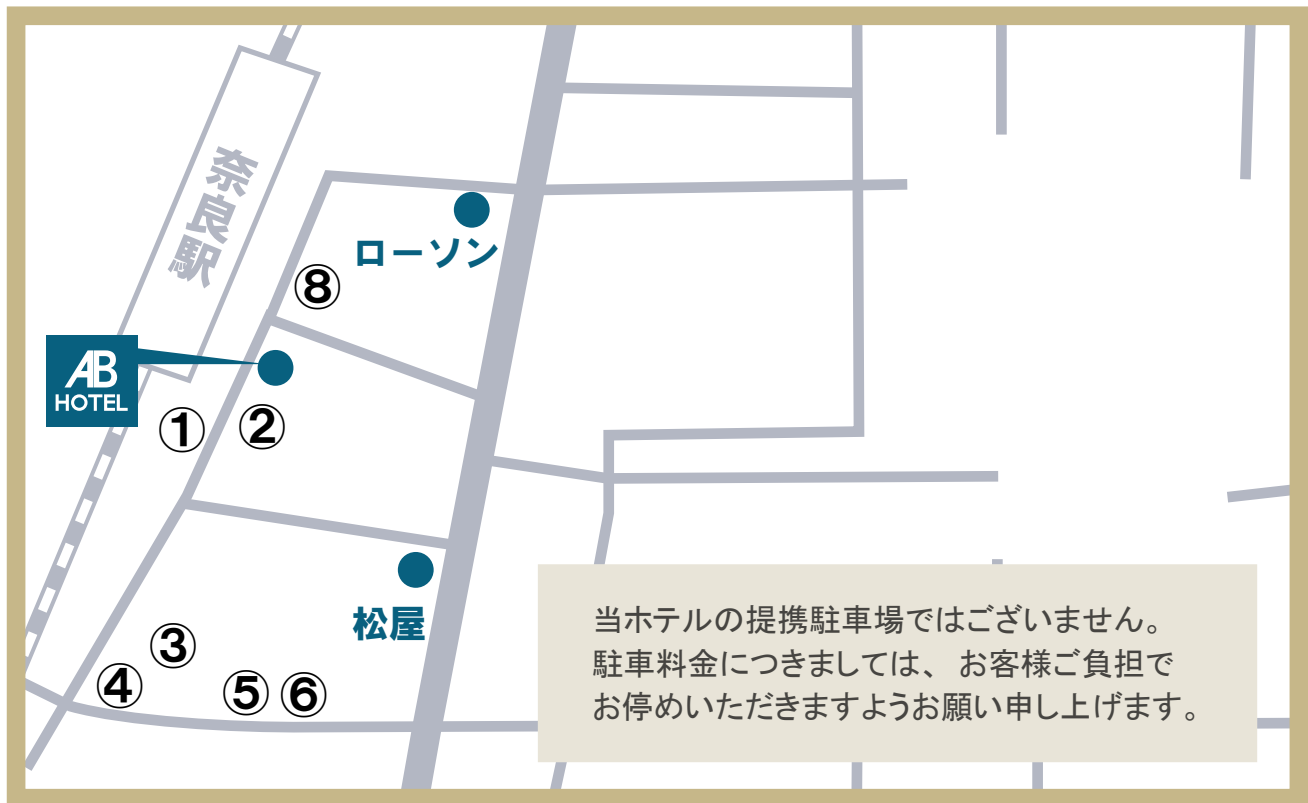 奈良駅
ローソン
⑧
AB
HOTEL
①
②
松屋
③
④
⑤
⑥
当ホテルの提携駐車場ではございません。
駐車料金につきましては、お客様ご負担で
お停めいただきますようお願い申し上げます。